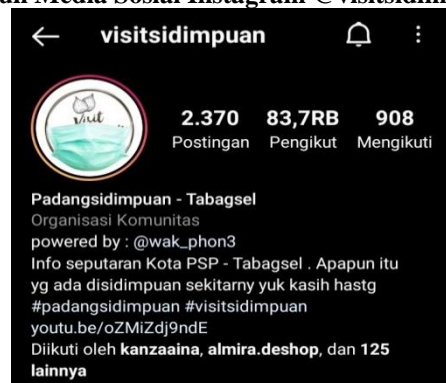 visitsidimpuan
Visit
2.370 83,7RB 908
Postingan Pengikut Mengikuti
Padangsidimpuan - Tabagsel
Organisasi Komunitas
powered by : @wak_phon3
Info seputaran Kota PSP - Tabagsel . Apapun itu
yg ada disidimpuan sekitarny yuk kasih hastg
#padangsidimpuan #visitsidimpuan
youtu.be/oZMiZdj9ndE
Diikuti oleh kanzaaina, almira.deshop, dan 125
lainnya